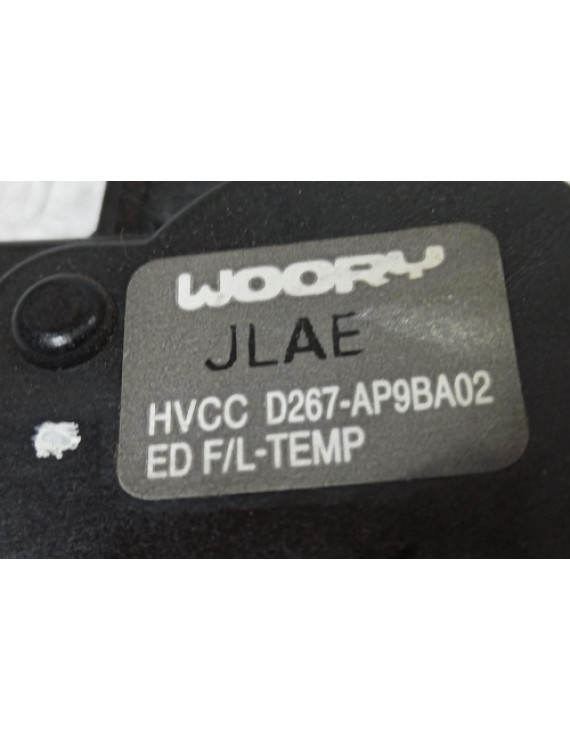 WOORY
JLAE
HVCC D267-AP9BA02
ED F/L-TEMP